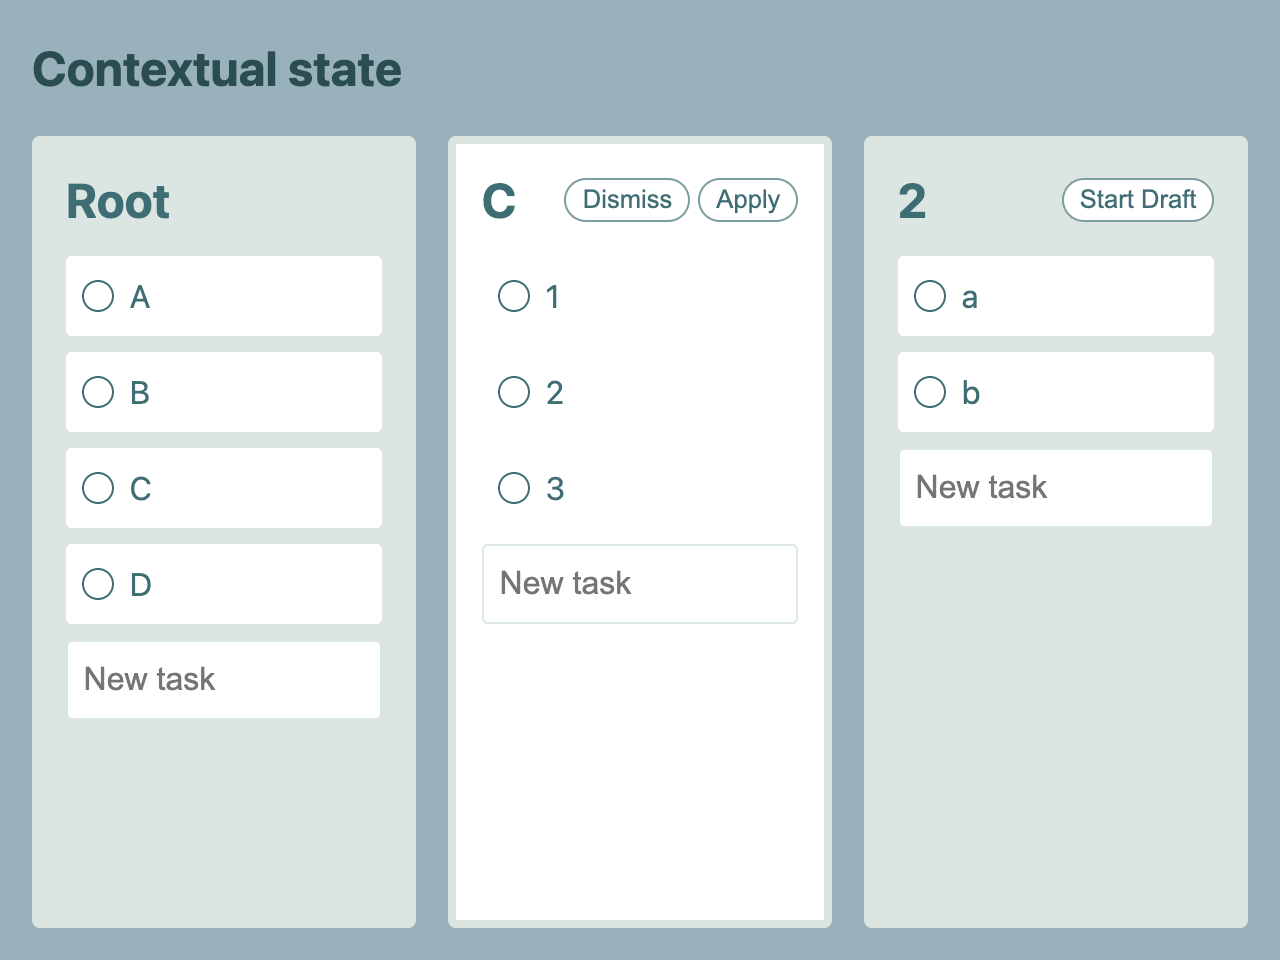 Contextual state
Root
A
B
C
D
New task
C
Dismiss
Apply
1
2
3
New task
2
Start Draft
a
b
New task